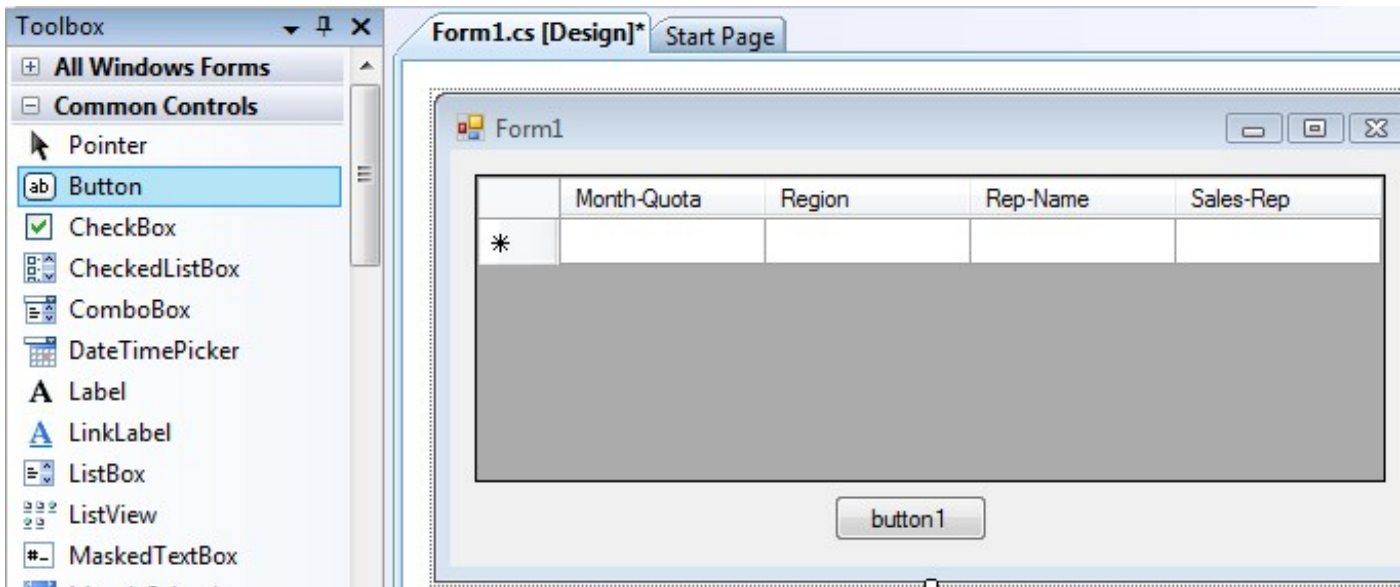 Toolbox
All Windows Forms
Common Controls
Pointer
ab Button
CheckBox
CheckedListBox
ComboBox
DateTimePicker
A Label
A LinkLabel
ListBox
ListView
#_ MaskedTextBox
Form1.cs [Design]* Start Page
Form1
Month-Quota Region Rep-Name Sales-Rep
*
button1